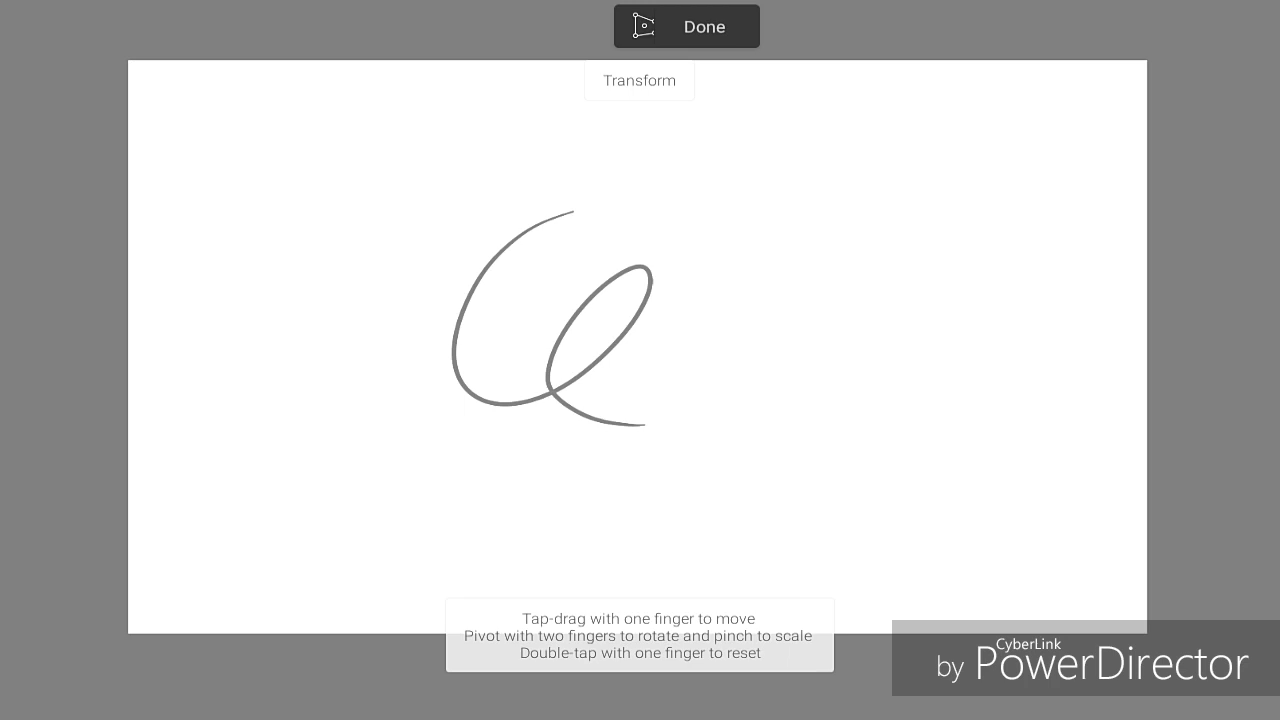 Done
Transform
Tap-drag with one finger to move
Pivot with two fingers to rotate and pinch to scale
Double-tap with one finger to reset
CyberLink
by PowerDirector